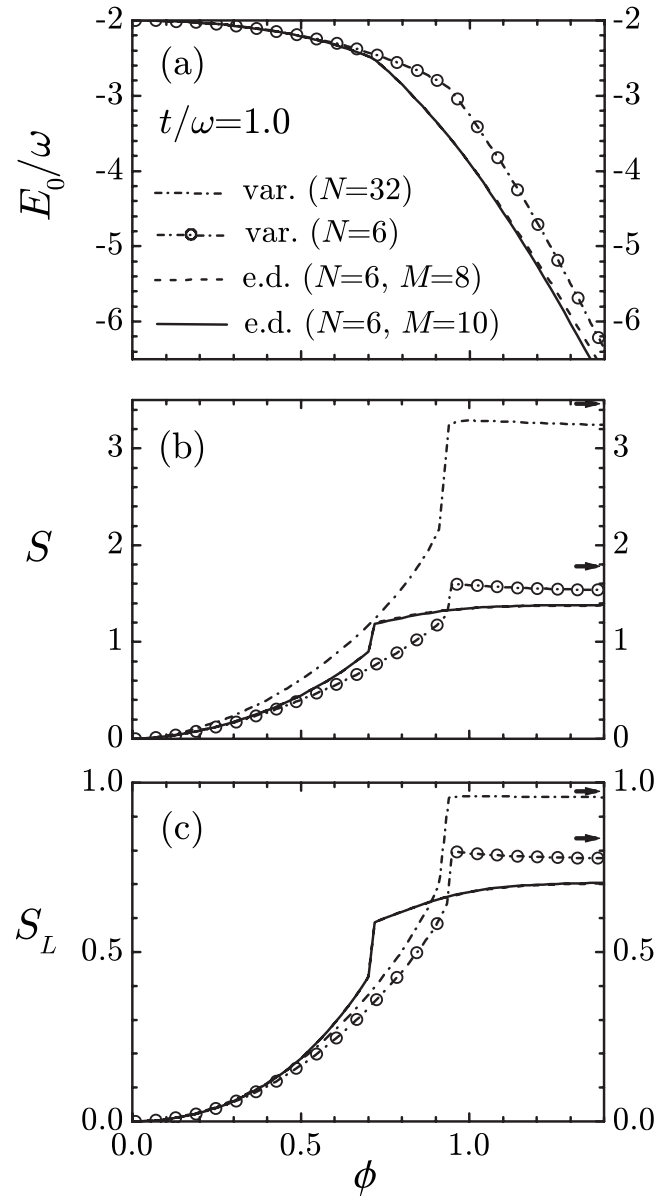 -2 -2
(a)
-3 -3
t/ω=1.0
E₀/ω
-4 -4
var. (N=32)
var. (N=6)
-5 -5
e.d. (N=6, M=8)
-6 -6
e.d. (N=6, M=10)
3 3
(b)
S
2 2
1 1
0 0
1.0 1.0
(c)
S_L
0.5 0.5
0.0 0.0
0.0 0.5 1.0
ϕ